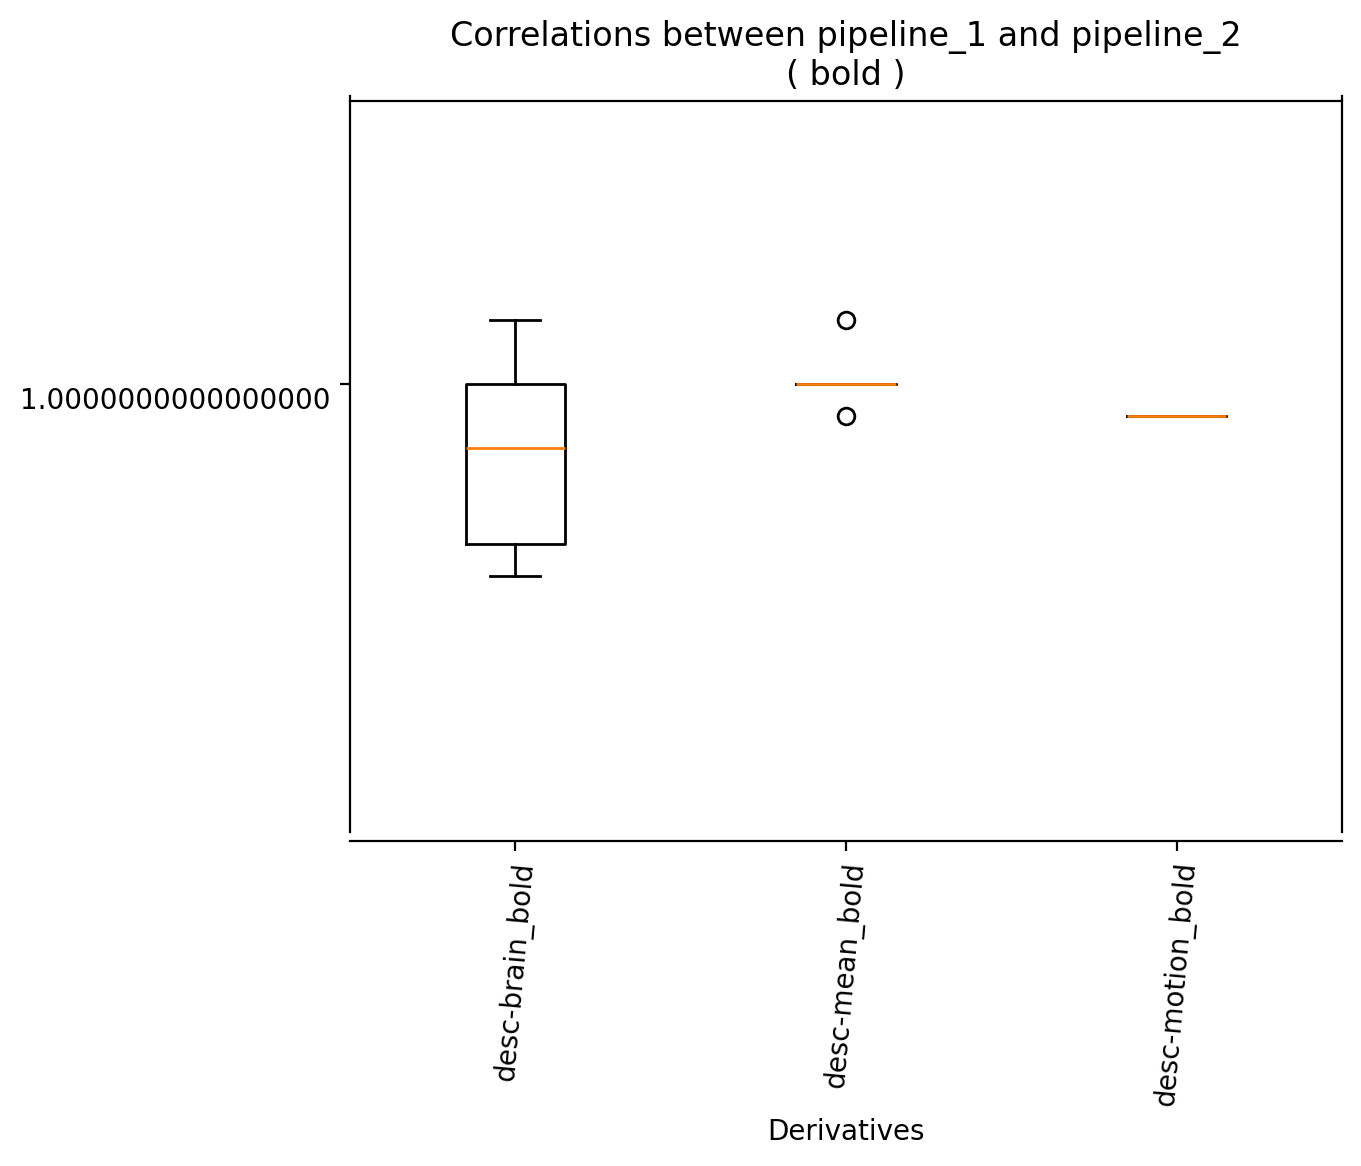 Correlations between pipeline_1 and pipeline_2
( bold )
1.0000000000000000
desc-brain_bold
desc-mean_bold
desc-motion_bold
Derivatives